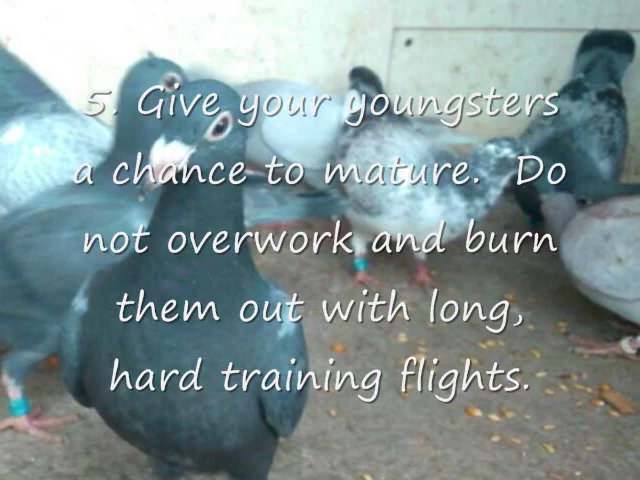 5. Give your youngsters
a chance to mature.  Do
not overwork and burn
them out with long,
hard training flights.